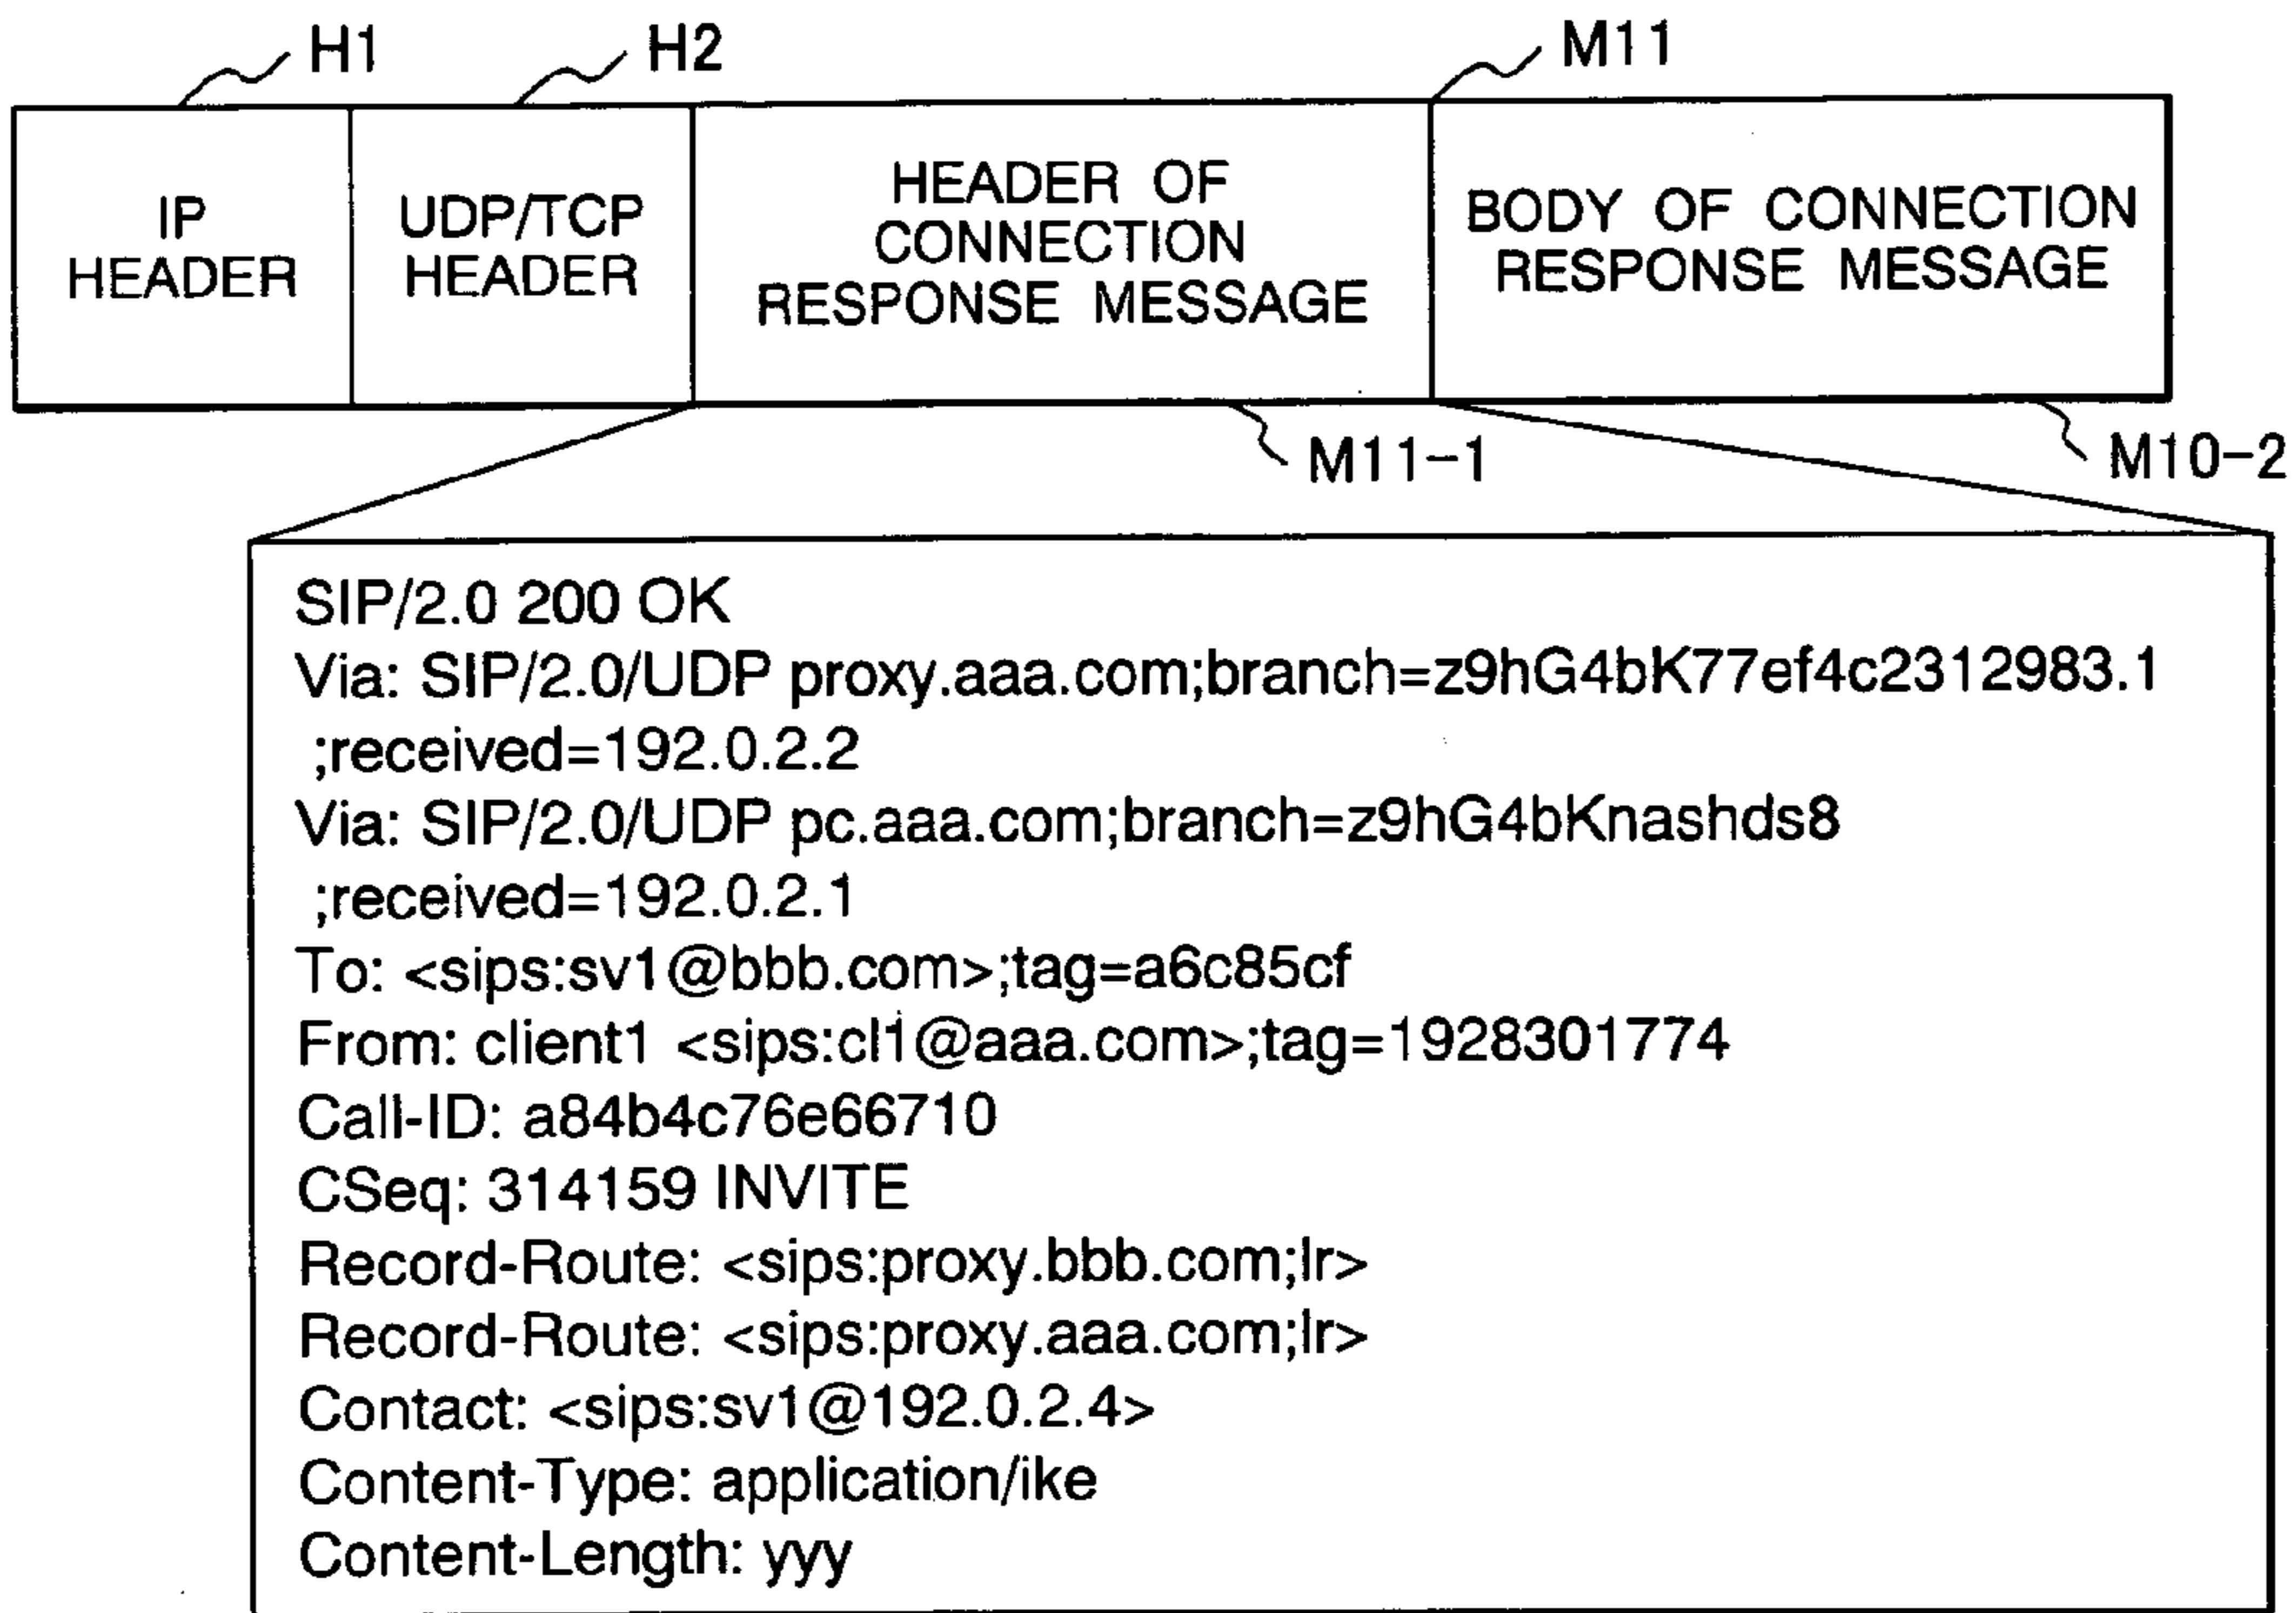 H1
H2
M11
IP
HEADER
UDP/TCP
HEADER
HEADER OF
CONNECTION
RESPONSE MESSAGE
BODY OF CONNECTION
RESPONSE MESSAGE
M11-1
M10-2
SIP/2.0 200 OK
Via: SIP/2.0/UDP proxy.aaa.com;branch=z9hG4bK77ef4c2312983.1
;received=192.0.2.2
Via: SIP/2.0/UDP pc.aaa.com;branch=z9hG4bKnashds8
;received=192.0.2.1
To: <sips:sv1@bbb.com>;tag=a6c85cf
From: client1 <sips:cl1@aaa.com>;tag=1928301774
Call-ID: a84b4c76e66710
CSeq: 314159 INVITE
Record-Route: <sips:proxy.bbb.com;lr>
Record-Route: <sips:proxy.aaa.com;lr>
Contact: <sips:sv1@192.0.2.4>
Content-Type: application/ike
Content-Length: yyy